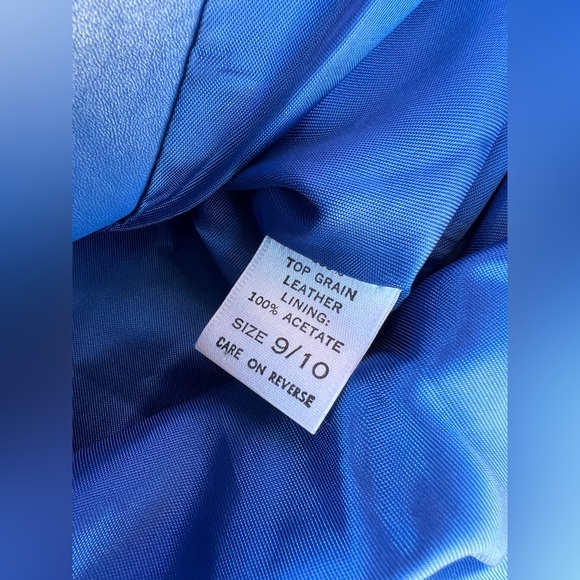 TOP GRAIN
LEATHER
LINING:
100% ACETATE
SIZE 9/10
CARE ON REVERSE